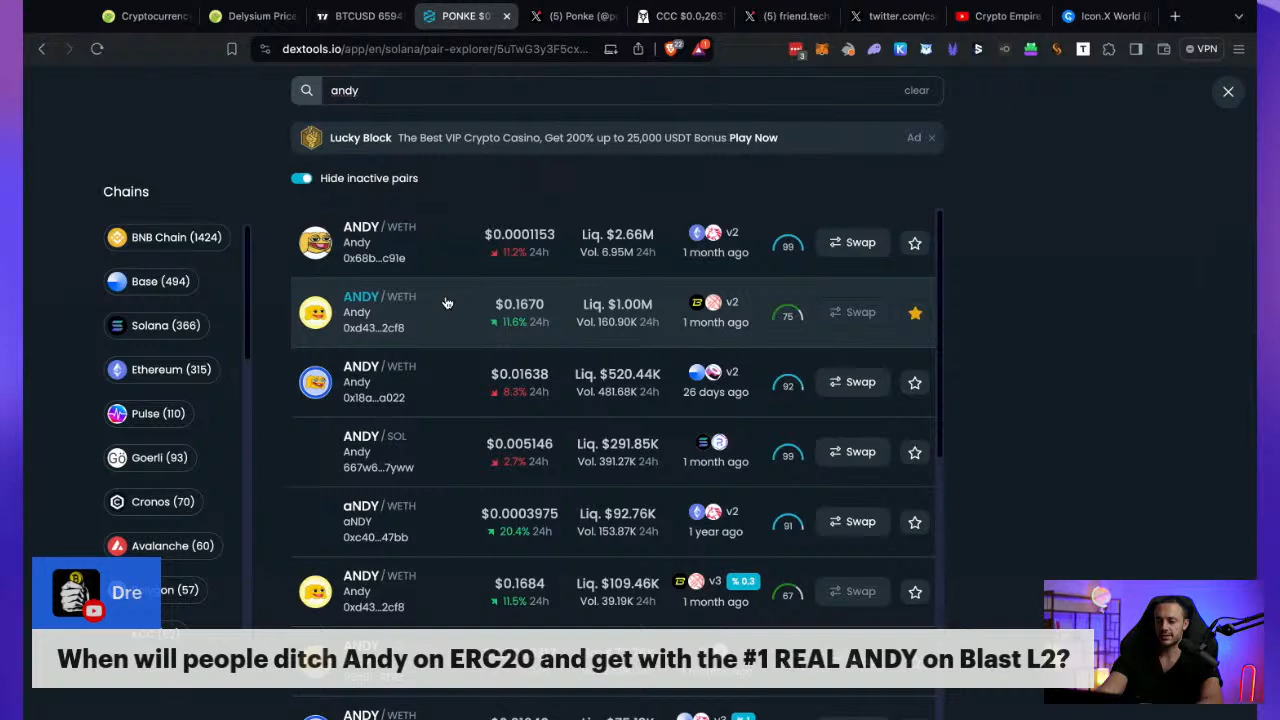 Cryptocurrenc
Delysium Price
BTCUSD 6594
PONKE $0
(5) Ponke (@p
CCC $0.0₇263
(5) friend.tech
twitter.com/cs
Crypto Empire
Icon.X World (
dextools.io/app/en/solana/pair-explorer/5uTwG3y3F5cx...
22
1
3
VPN
andy
clear
Lucky Block The Best VIP Crypto Casino, Get 200% up to 25,000 USDT Bonus Play Now
Ad
Hide inactive pairs
Chains
BNB Chain (1424)
Base (494)
Solana (366)
Ethereum (315)
Pulse (110)
Goerli (93)
Cronos (70)
Avalanche (60)
ANDY / WETH
Andy
0x68b...c91e
$0.0001153
11.2% 24h
Liq. $2.66M
Vol. 6.95M 24h
v2
1 month ago
99
Swap
ANDY / WETH
Andy
0xd43...2cf8
$0.1670
11.6% 24h
Liq. $1.00M
Vol. 160.90K 24h
v2
1 month ago
75
Swap
ANDY / WETH
Andy
0x18a...a022
$0.01638
8.3% 24h
Liq. $520.44K
Vol. 481.68K 24h
v2
26 days ago
92
Swap
ANDY / SOL
Andy
667w6...7yww
$0.005146
2.7% 24h
Liq. $291.85K
Vol. 391.27K 24h
1 month ago
99
Swap
aNDY / WETH
aNDY
0xc40...47bb
$0.0003975
20.4% 24h
Liq. $92.76K
Vol. 153.87K 24h
v2
1 year ago
91
Swap
ANDY / WETH
Andy
0xd43...2cf8
$0.1684
11.5% 24h
Liq. $109.46K
Vol. 39.19K 24h
v3
% 0.3
1 month ago
67
Swap
Dre
When will people ditch Andy on ERC20 and get with the #1 REAL ANDY on Blast L2?
ANDY / WETH